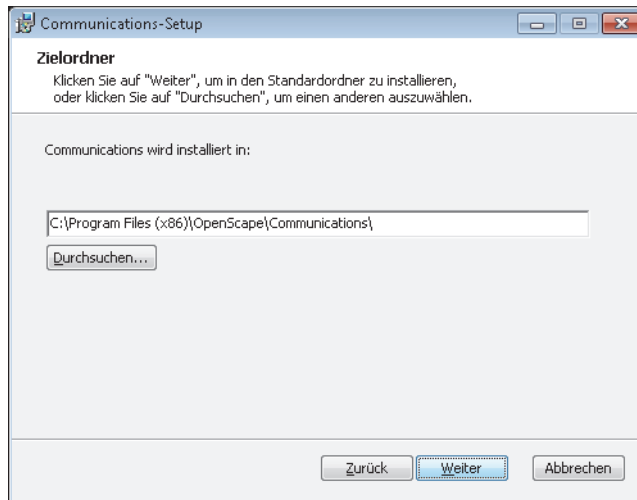 Communications-Setup
Zielordner
Klicken Sie auf "Weiter", um in den Standardordner zu installieren,
oder klicken Sie auf "Durchsuchen", um einen anderen auszuwählen.
Communications wird installiert in:
C:\Program Files (x86)\OpenScape\Communications\
Durchsuchen...
Zurück
Weiter
Abbrechen